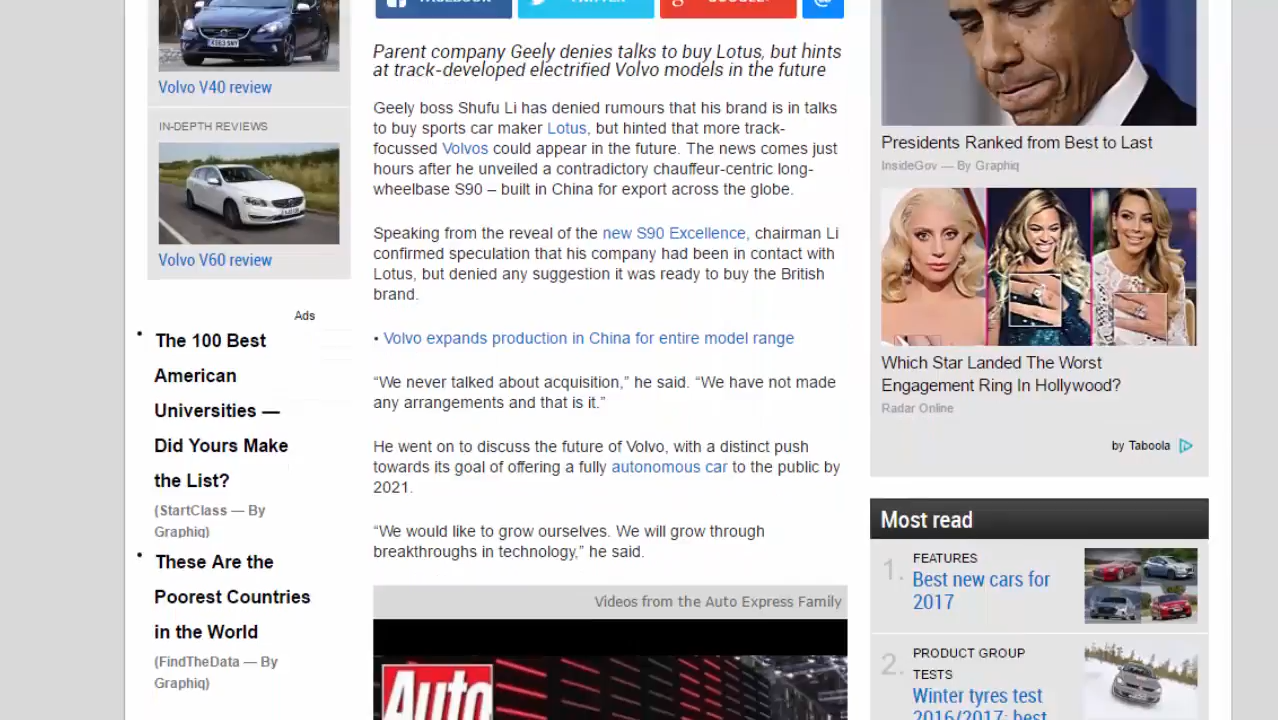 FACEBOOK
TWITTER
GOOGLE+
@
Volvo V40 review
IN-DEPTH REVIEWS
Volvo V60 review
Ads
• The 100 Best
American
Universities —
Did Yours Make
the List?
(StartClass — By
Graphiq)
• These Are the
Poorest Countries
in the World
(FindTheData — By
Graphiq)
Parent company Geely denies talks to buy Lotus, but hints
at track-developed electrified Volvo models in the future
Geely boss Shufu Li has denied rumours that his brand is in talks
to buy sports car maker Lotus, but hinted that more track-
focussed Volvos could appear in the future. The news comes just
hours after he unveiled a contradictory chauffeur-centric long-
wheelbase S90 – built in China for export across the globe.
Speaking from the reveal of the new S90 Excellence, chairman Li
confirmed speculation that his company had been in contact with
Lotus, but denied any suggestion it was ready to buy the British
brand.
• Volvo expands production in China for entire model range
“We never talked about acquisition,” he said. “We have not made
any arrangements and that is it.”
He went on to discuss the future of Volvo, with a distinct push
towards its goal of offering a fully autonomous car to the public by
2021.
“We would like to grow ourselves. We will grow through
breakthroughs in technology,” he said.
Videos from the Auto Express Family
Auto
Presidents Ranked from Best to Last
InsideGov — By Graphiq
Which Star Landed The Worst
Engagement Ring In Hollywood?
Radar Online
by Taboola
Most read
1. FEATURES
Best new cars for
2017
2. PRODUCT GROUP
TESTS
Winter tyres test
2016/2017: best